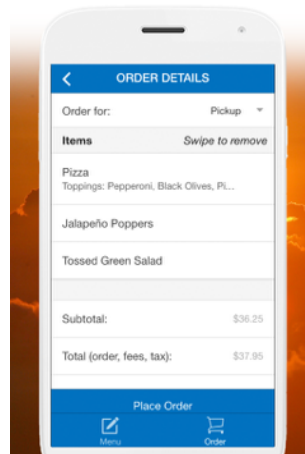 ORDER DETAILS
Order for: Pickup
Items Swipe to remove
Pizza
Toppings: Pepperoni, Black Olives, Pi...
Jalapeño Poppers
Tossed Green Salad
Subtotal: $36.25
Total (order, fees, tax): $37.95
Place Order
Menu Order